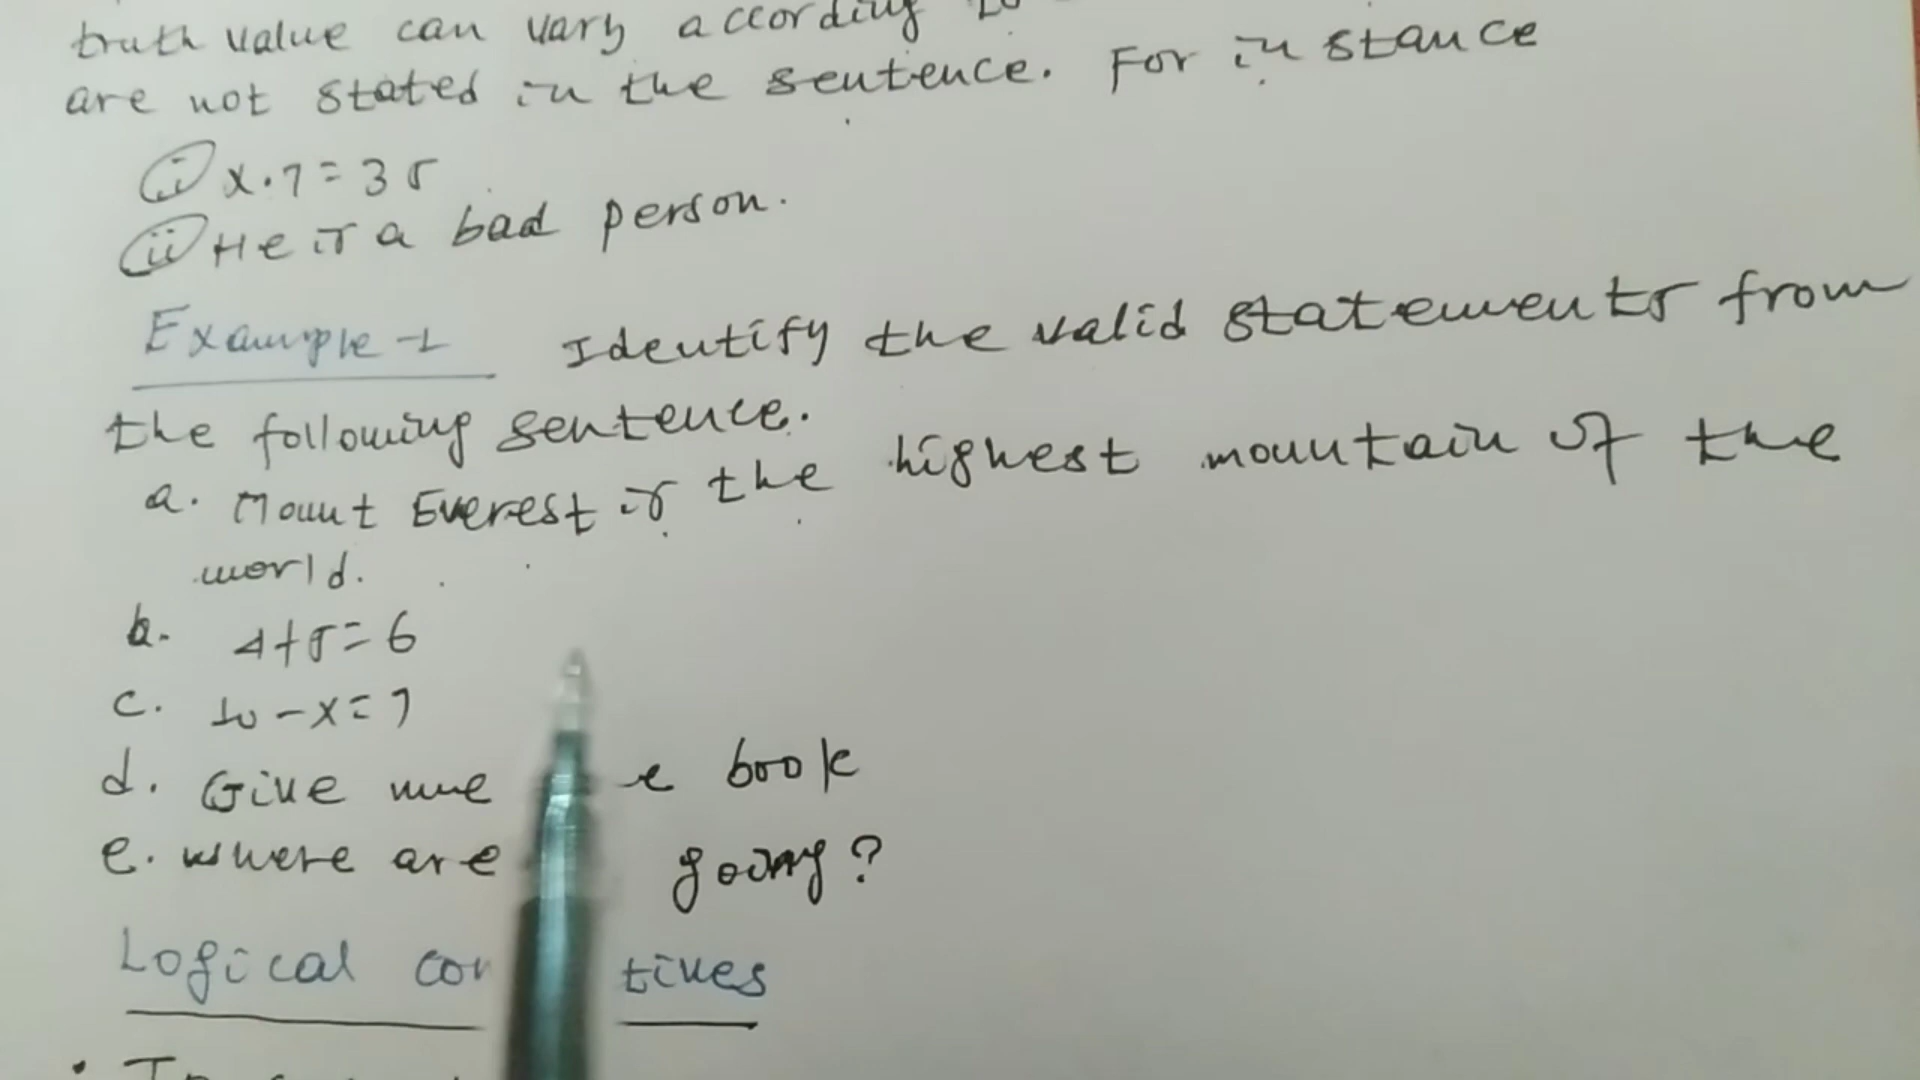 truth value can vary according to
are not stated in the sentence. For instance
(i) x.7=35
(ii) He is a bad person.
Example-1 Identify the valid statements from
the following sentence.
a. Mount Everest is the highest mountain of the
world.
b. 4+5=6
c. 10-x=7
d. Give me book
e. where are going?
Logical